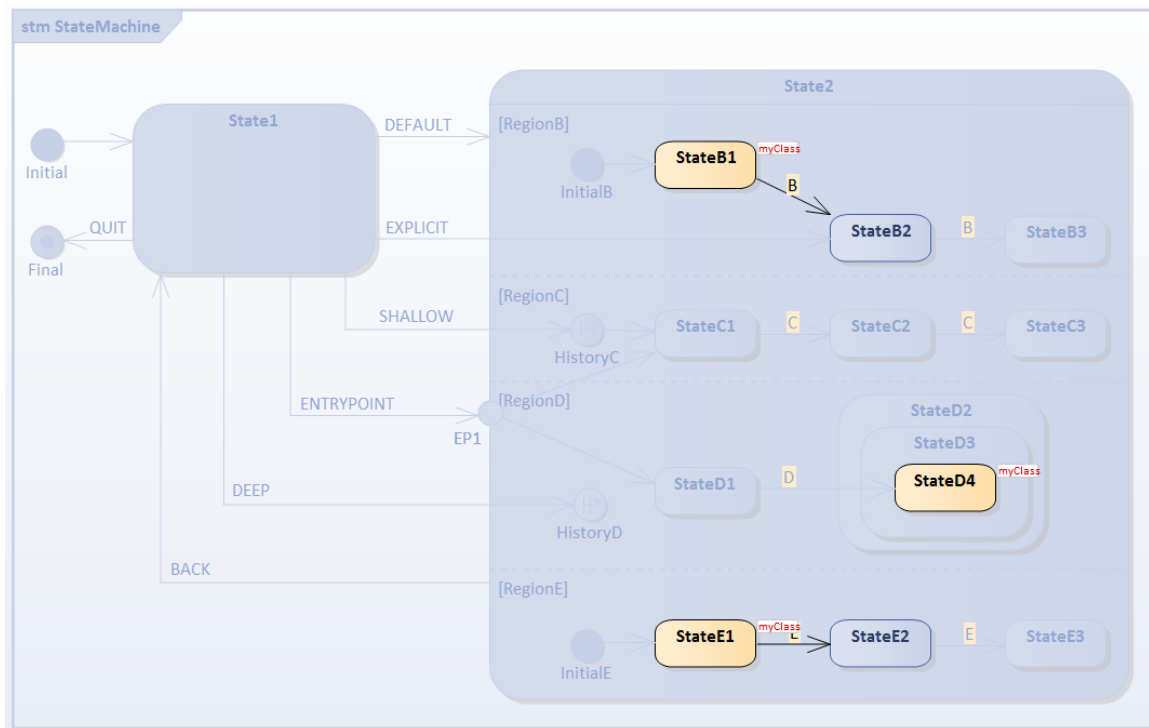 stm StateMachine
State2
State1
DEFAULT
[RegionB]
StateB1
myClass
Initial
InitialB
B
QUIT
EXPLICIT
StateB2
B
StateB3
Final
[RegionC]
SHALLOW
StateC1
C
StateC2
C
StateC3
HistoryC
ENTRYPOINT
[RegionD]
EP1
StateD2
StateD3
StateD1
D
StateD4
myClass
DEEP
HistoryD
BACK
[RegionE]
StateE1
myClass
StateE2
E
StateE3
InitialE